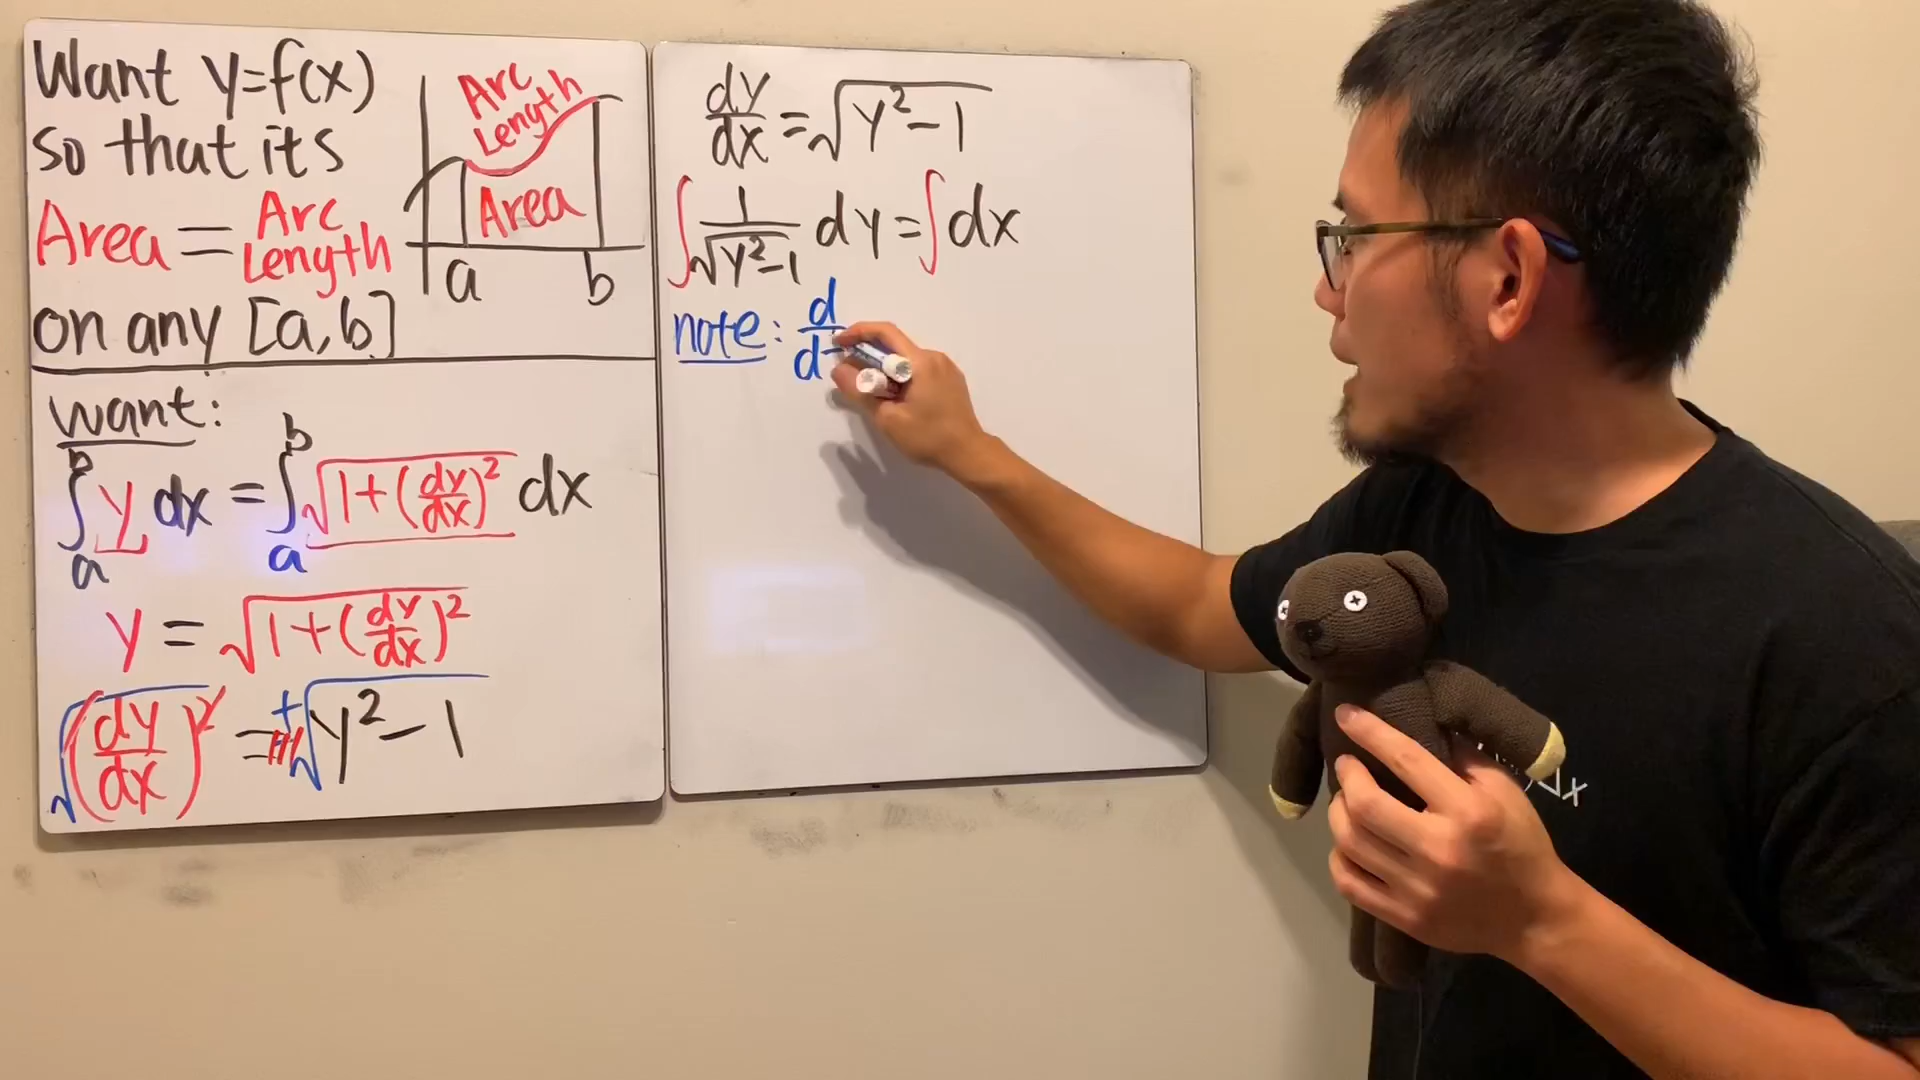 Want y=f(x)
so that its
Area = Arc Length
on any [a,b]
Arc
Length
Area
a b
want:
∫_a^b y dx = ∫_a^b √(1+(dy/dx)²) dx
y = √(1+(dy/dx)²)
√(dy/dx)² = +√(y²-1)
dy/dx = √(y²-1)
∫ 1/√(y²-1) dy = ∫ dx
note: d/d